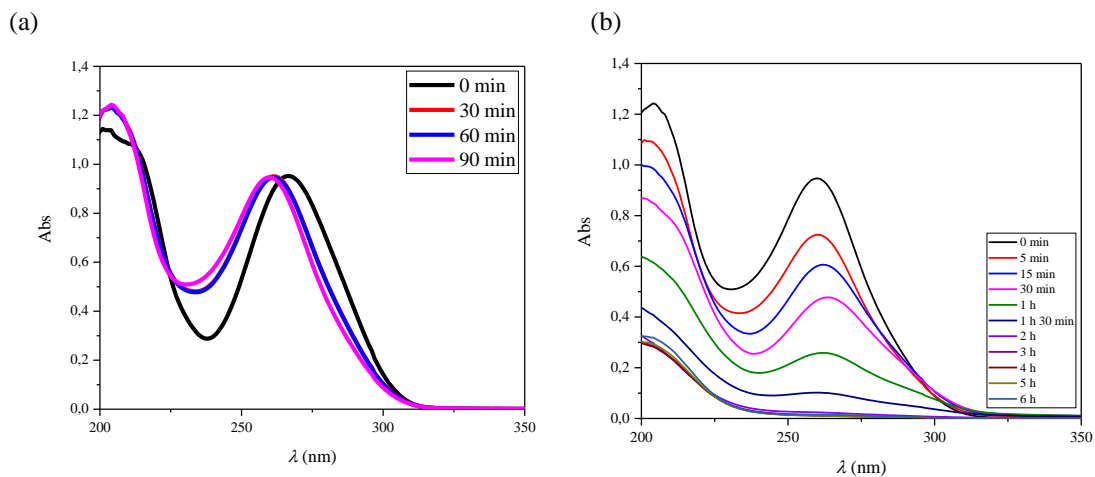 (a)
1,4
1,2
1,0
0,8
0,6
0,4
0,2
0,0
Abs
200
250
300
350
λ (nm)
0 min
30 min
60 min
90 min
(b)
1,4
1,2
1,0
0,8
0,6
0,4
0,2
0,0
Abs
200
250
300
350
λ (nm)
0 min
5 min
15 min
30 min
1 h
1 h 30 min
2 h
3 h
4 h
5 h
6 h